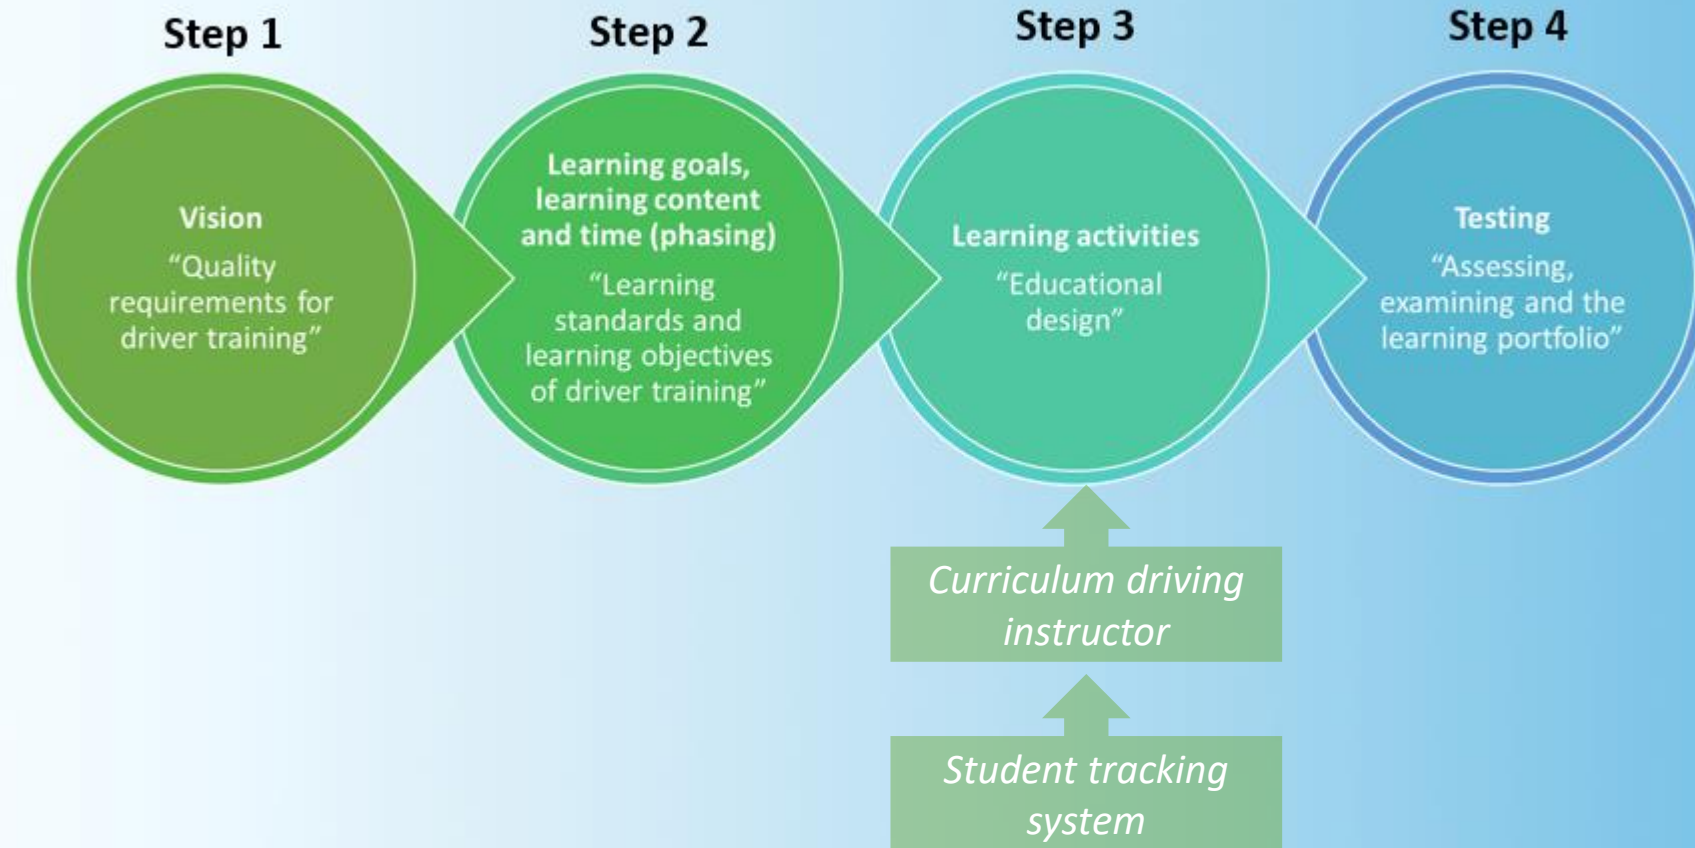 Step 1
Vision
“Quality
requirements for
driver training”
Step 2
Learning goals,
learning content
and time (phasing)
“Learning
standards and
learning objectives
of driver training”
Step 3
Learning activities
“Educational
design”
Step 4
Testing
“Assessing,
examining and the
learning portfolio”
Curriculum driving
instructor
Student tracking
system